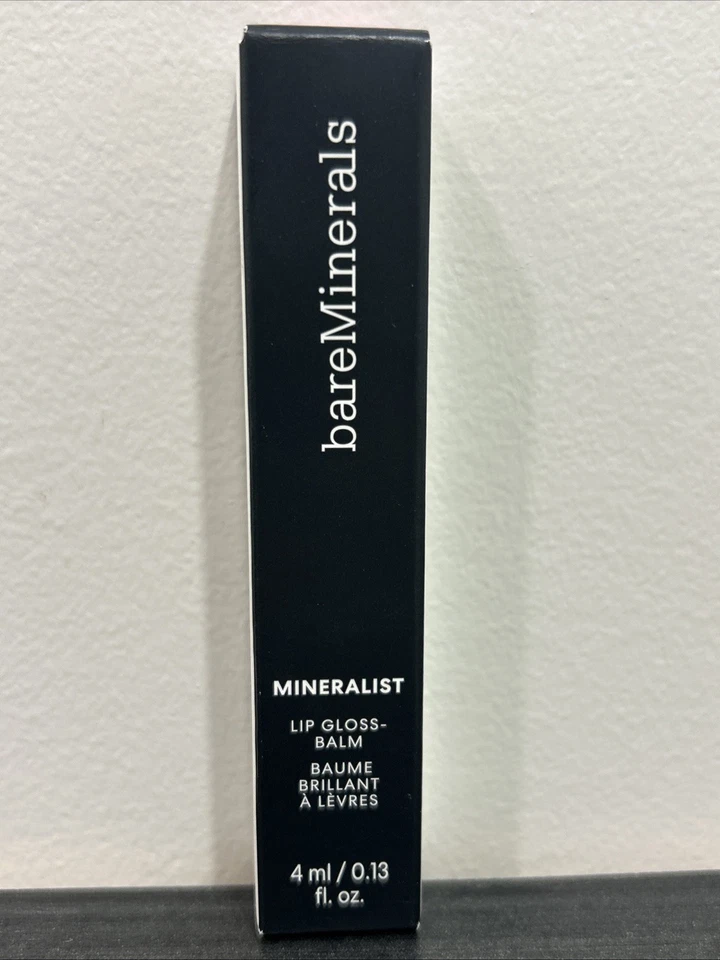 bareMinerals
MINERALIST
LIP GLOSS-
BALM
BAUME
BRILLANT
À LÈVRES
4 ml / 0.13
fl. oz.